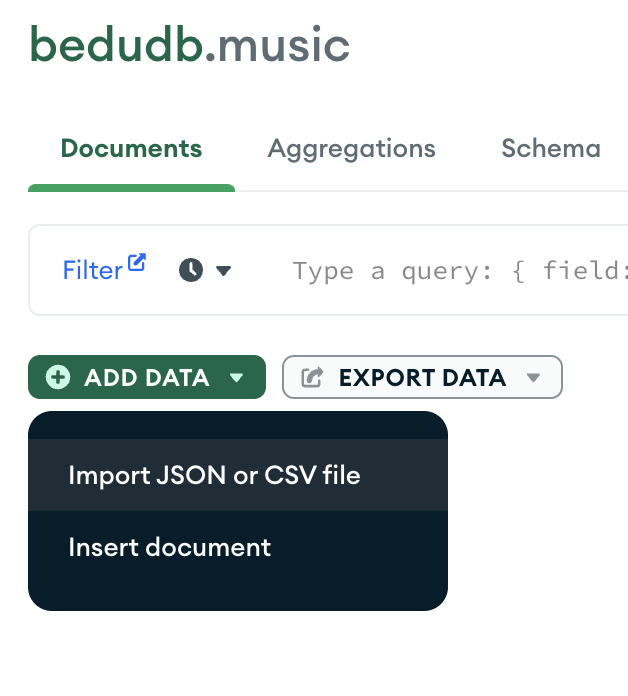 bedudb.music
Documents Aggregations Schema
Filter Type a query: { field:
ADD DATA EXPORT DATA
Import JSON or CSV file
Insert document